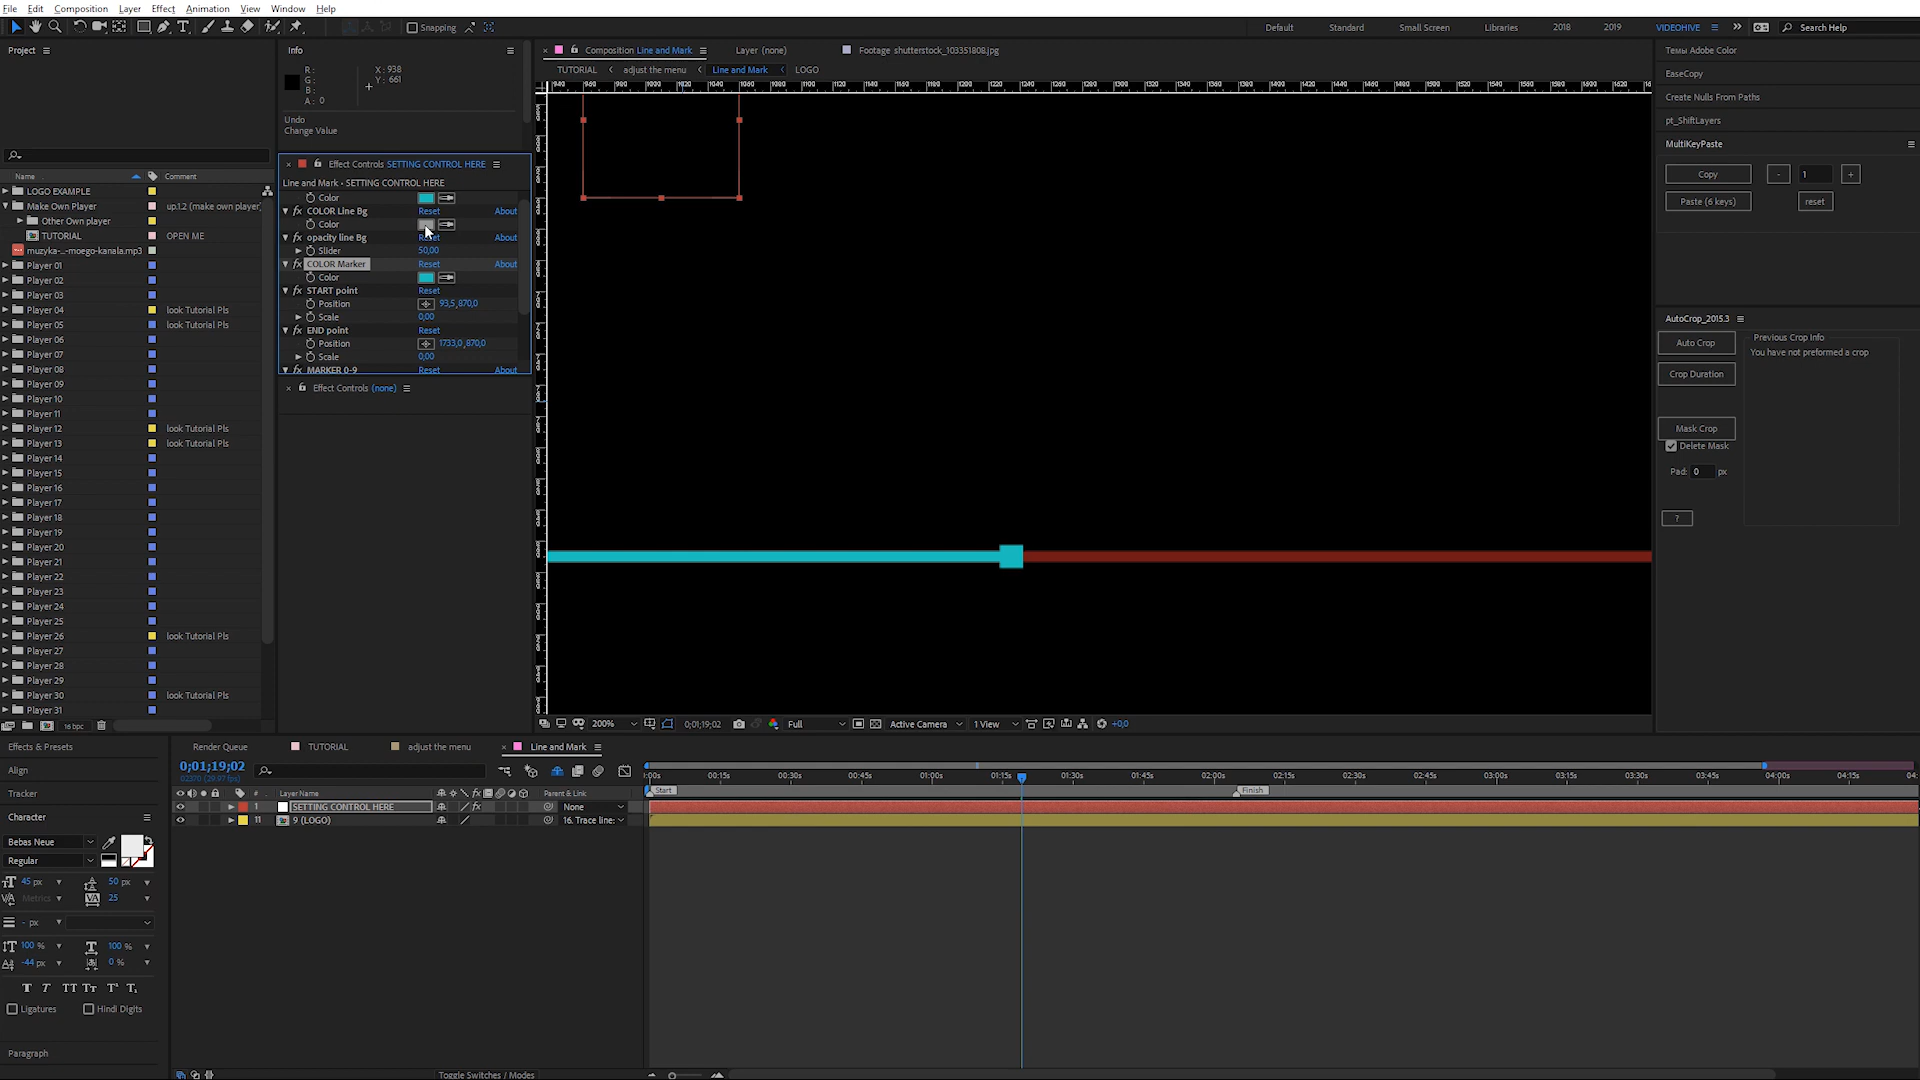 File Edit Composition Layer Effect Animation View Window Help
Snapping
Default Standard Small Screen Libraries 2018 2019 VIDEOHIVE Search Help
Project
Info
Composition Line and Mark
Layer (none)
Footage shutterstock_103351808.jpg
TUTORIAL adjust the menu Line and Mark LOGO
R:
G:
B:
A: 0
X: 938
Y: 661
Undo
Change Value
Name Comment
LOGO EXAMPLE
Make Own Player up.1.2 (make own player)
Other Own player
TUTORIAL OPEN ME
muzyka-...-moego-kanala.mp3
Player 01
Player 02
Player 03
Player 04 look Tutorial Pls
Player 05 look Tutorial Pls
Player 06
Player 07
Player 08
Player 09
Player 10
Player 11
Player 12 look Tutorial Pls
Player 13 look Tutorial Pls
Player 14
Player 15
Player 16
Player 17
Player 18
Player 19
Player 20
Player 21
Player 22
Player 23
Player 24
Player 25
Player 26 look Tutorial Pls
Player 27
Player 28
Player 29
Player 30 look Tutorial Pls
Player 31
16 bpc
Effect Controls SETTING CONTROL HERE
Line and Mark • SETTING CONTROL HERE
Color
COLOR Line Bg Reset About
Color
opacity line Bg About
Slider 50,00
COLOR Marker Reset About
Color
START point Reset
Position 93,5,870,0
Scale 0,00
END point Reset
Position 1733,0,870,0
Scale 0,00
MARKER 0-9 Reset About
Effect Controls (none)
200% 0;01;19;02 Full Active Camera 1 View +0,0
Темы Adobe Color
EaseCopy
Create Nulls From Paths
pt_ShiftLayers
MultiKeyPaste
Copy - 1 +
Paste (6 keys) reset
AutoCrop_2015.3
Auto Crop
Crop Duration
Previous Crop Info
You have not preformed a crop
Mask Crop
Delete Mask
Pad: 0 px
?
Effects & Presets
Align
Tracker
Character
Bebas Neue
Regular
45 px 50 px
Metrics 25
- px
100 % 100 %
-44 px 0 %
Ligatures Hindi Digits
Paragraph
Render Queue TUTORIAL adjust the menu Line and Mark
0;01;19;02
02370 (29.97 fps)
# Layer Name Parent & Link
1 SETTING CONTROL HERE None
11 9 (LOGO) 16. Trace line:
Toggle Switches / Modes
:00s 00:15s 00:30s 00:45s 01:00s 01:15s 01:30s 01:45s 02:00s 02:15s 02:30s 02:45s 03:00s 03:15s 03:30s 03:45s 04:00s 04:15s 04:
Start Finish